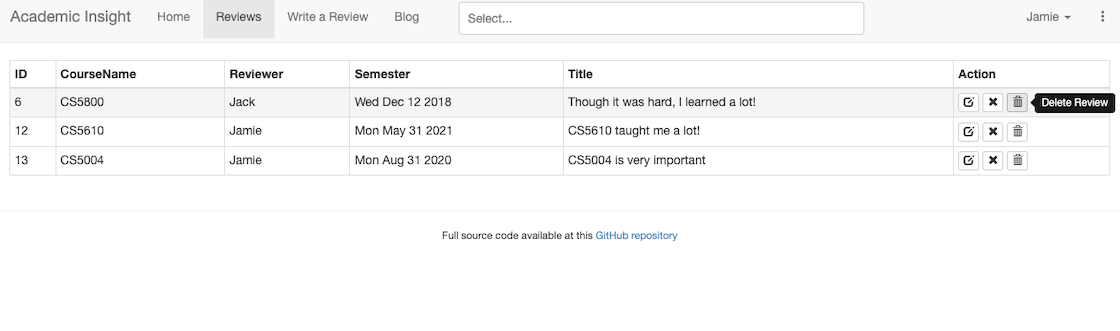 Academic Insight Home Reviews Write a Review Blog Select... Jamie
ID CourseName Reviewer Semester Title Action
6 CS5800 Jack Wed Dec 12 2018 Though it was hard, I learned a lot! Delete Review
12 CS5610 Jamie Mon May 31 2021 CS5610 taught me a lot!
13 CS5004 Jamie Mon Aug 31 2020 CS5004 is very important
Full source code available at this GitHub repository